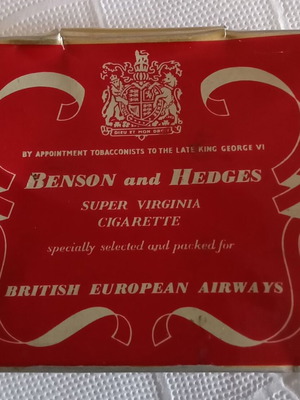 DIEU ET MON DROIT
BY APPOINTMENT TOBACCONISTS TO THE LATE KING GEORGE VI
BENSON and HEDGES
SUPER VIRGINIA
CIGARETTE
specially selected and packed for
BRITISH EUROPEAN AIRWAYS